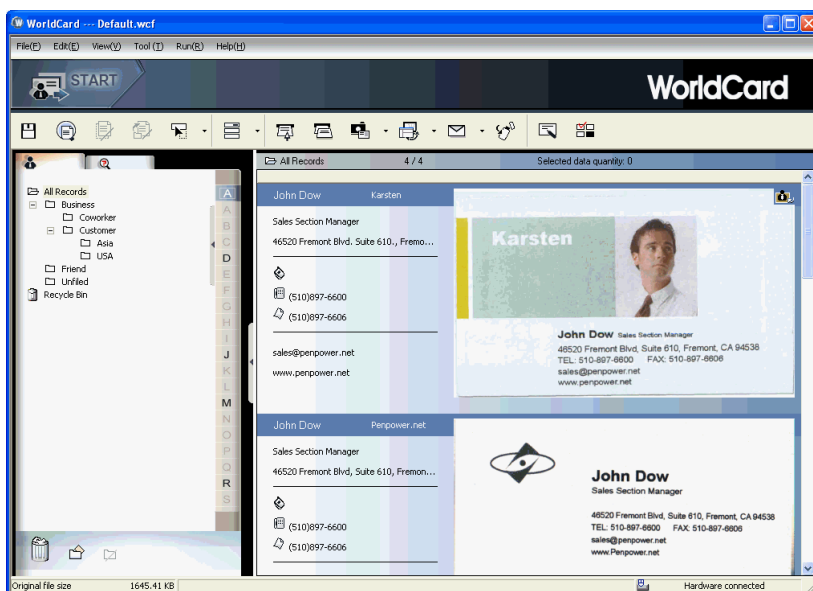 WorldCard --- Default.wcf
File(F) Edit(E) View(V) Tool (T) Run(R) Help(H)
START
WorldCard
All Records 4 / 4 Selected data quantity: 0
All Records
Business
Coworker
Customer
Asia
USA
Friend
Unfiled
Recycle Bin
A
A
B
C
D
E
F
G
H
I
J
K
L
M
N
O
P
Q
R
S
John Dow Karsten
Sales Section Manager
46520 Fremont Blvd. Suite 610., Fremo...
(510)897-6600
(510)897-6606
sales@penpower.net
www.penpower.net
Karsten
John Dow Sales Section Manager
46520 Fremont Blvd, Suite 610, Fremont, CA 94538
TEL: 510-897-6600 FAX: 510-897-6606
sales@penpower.net
www.penpower.net
John Dow Penpower.net
Sales Section Manager
46520 Fremont Blvd, Suite 610, Fremon...
(510)897-6600
(510)897-6606
John Dow
Sales Section Manager
46520 Fremont Blvd, Suite 610, Fremont, CA 94538
TEL: 510-897-6600 FAX: 510-897-6606
sales@penpower.net
www.Penpower.net
Original file size 1645.41 KB Hardware connected